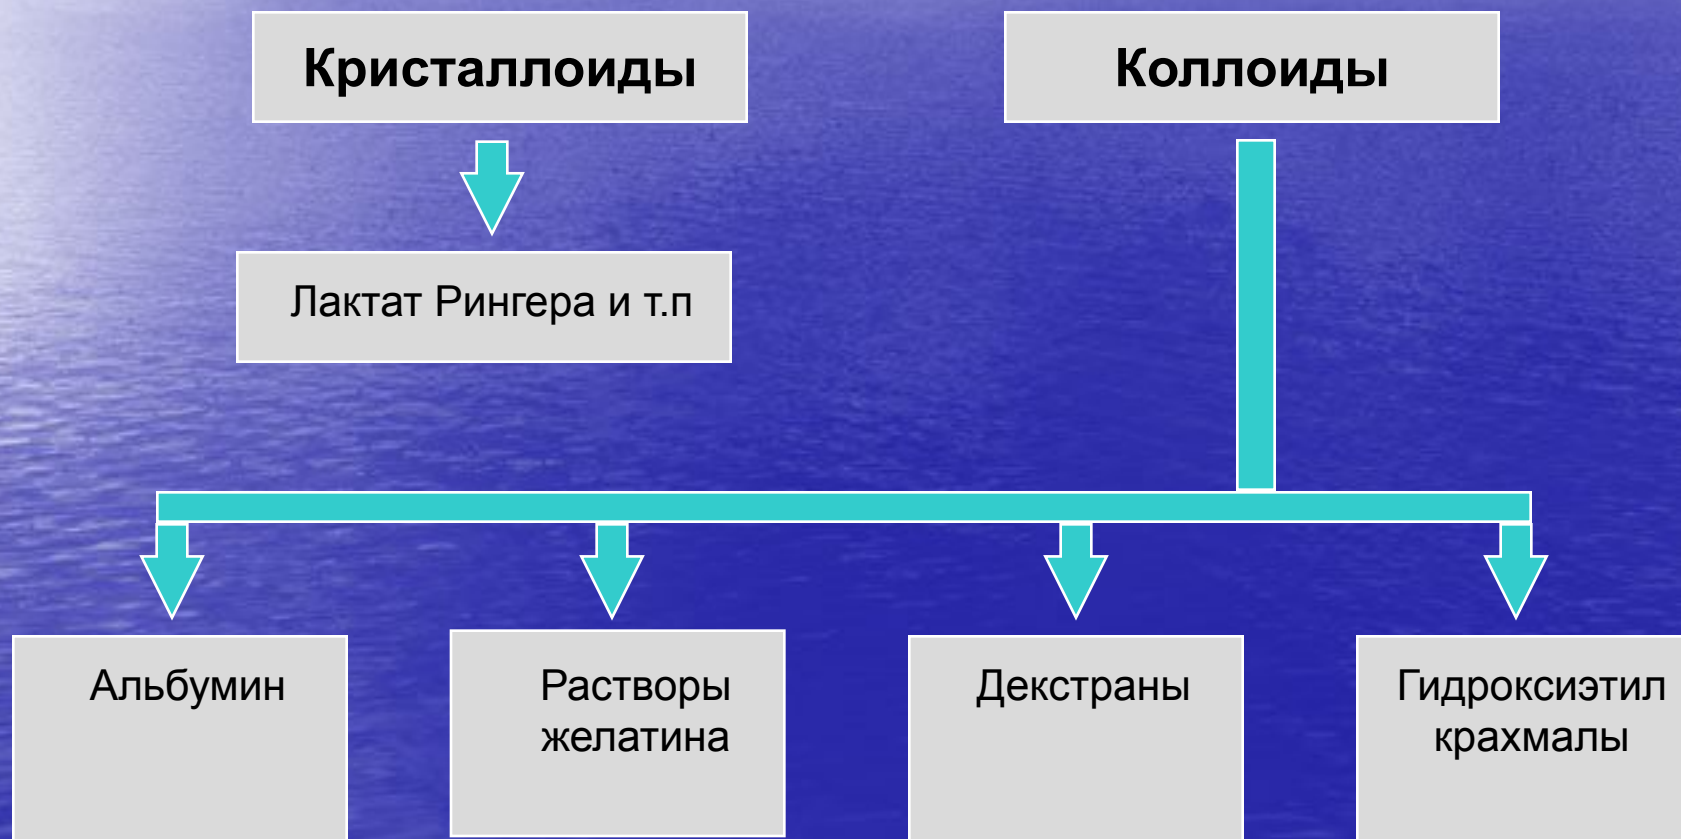 Кристаллоиды
Коллоиды
Лактат Рингера и т.п
Альбумин
Растворы
желатина
Декстраны
Гидроксиэтил
крахмалы